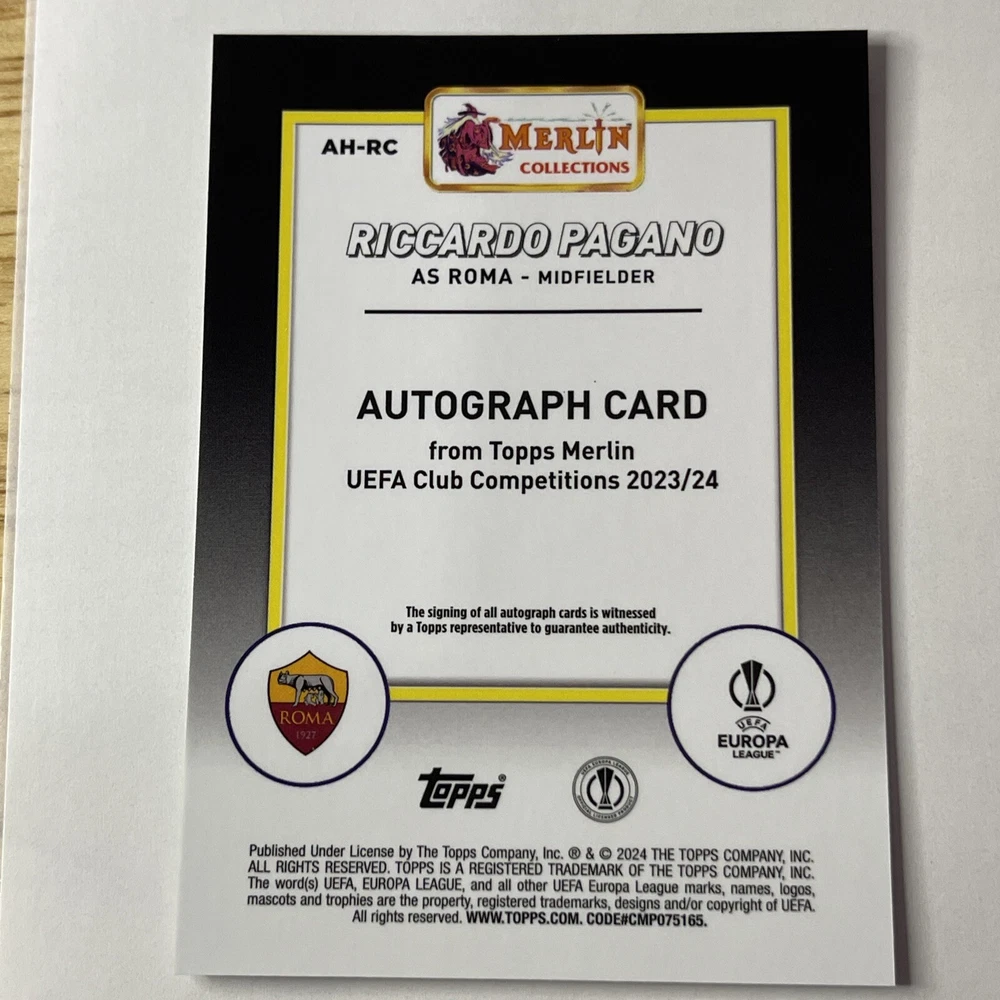 AH-RC
MERLIN
COLLECTIONS
RICCARDO PAGANO
AS ROMA - MIDFIELDER
AUTOGRAPH CARD
from Topps Merlin
UEFA Club Competitions 2023/24
The signing of all autograph cards is witnessed
by a Topps representative to guarantee authenticity.
ROMA
1927
UEFA
EUROPA
LEAGUE™
topps®
Published Under License by The Topps Company, Inc. ® & © 2024 THE TOPPS COMPANY, INC.
ALL RIGHTS RESERVED. TOPPS IS A REGISTERED TRADEMARK OF THE TOPPS COMPANY, INC.
The word(s) UEFA, EUROPA LEAGUE, and all other UEFA Europa League marks, names, logos,
mascots and trophies are the property, registered trademarks, designs and/or copyright of UEFA.
All rights reserved. WWW.TOPPS.COM. CODE#CMP075165.